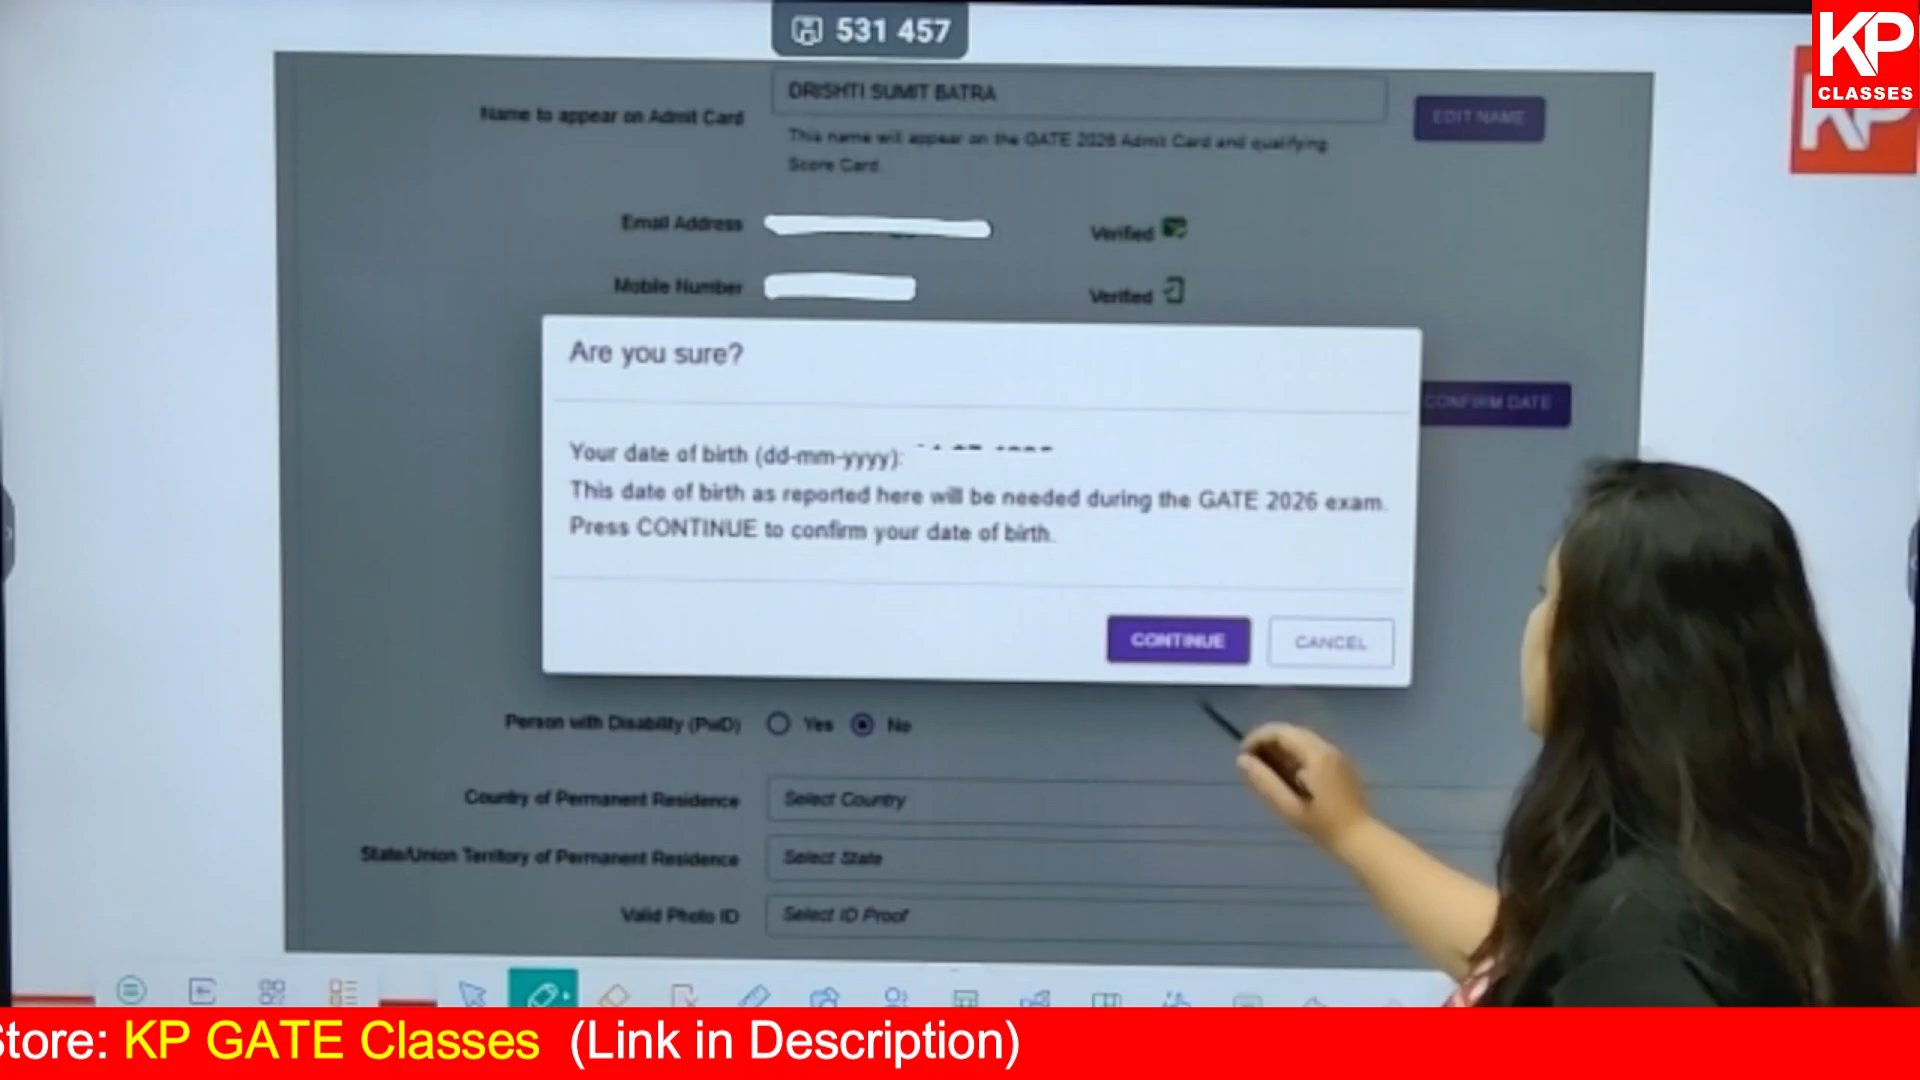 531 457
KP
CLASSES
KP
Name to appear on Admit Card
DRISHTI SUMIT BATRA
EDIT NAME
This name will appear on the GATE 2026 Admit Card and qualifying
Score Card.
Email Address
Verified
Mobile Number
Verified
Are you sure?
CONFIRM DATE
Your date of birth (dd-mm-yyyy):
This date of birth as reported here will be needed during the GATE 2026 exam.
Press CONTINUE to confirm your date of birth.
CONTINUE
CANCEL
Person with Disability (PwD)
Yes
No
Country of Permanent Residence
Select Country
State/Union Territory of Permanent Residence
Select State
Valid Photo ID
Select ID Proof
Store: KP GATE Classes (Link in Description)